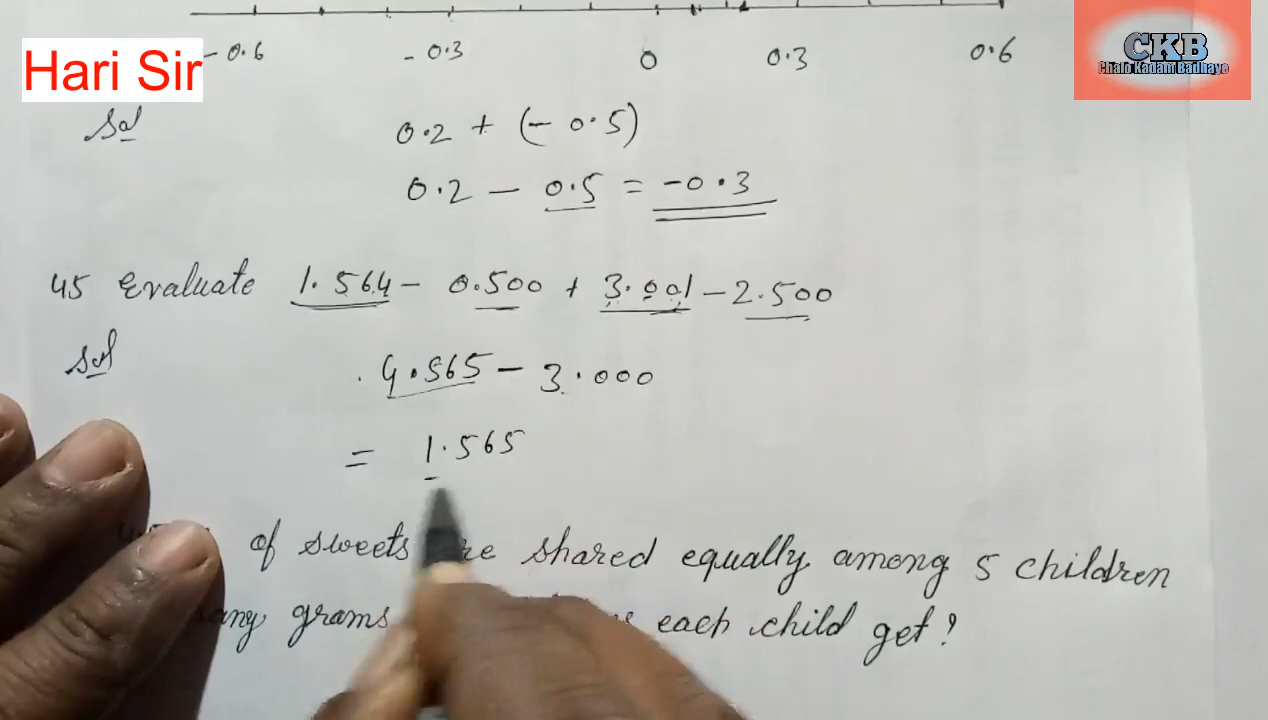 -0.6 -0.3 0 0.3 0.6
Hari Sir
CKB
Chalo Kadam Badhaye
Sol 0.2 + (-0.5)
0.2 - 0.5 = -0.3
45 Evaluate 1.564 - 0.500 + 3.001 - 2.500
Sol 4.565 - 3.000
= 1.565
of sweets are shared equally among 5 children
grams each child get?